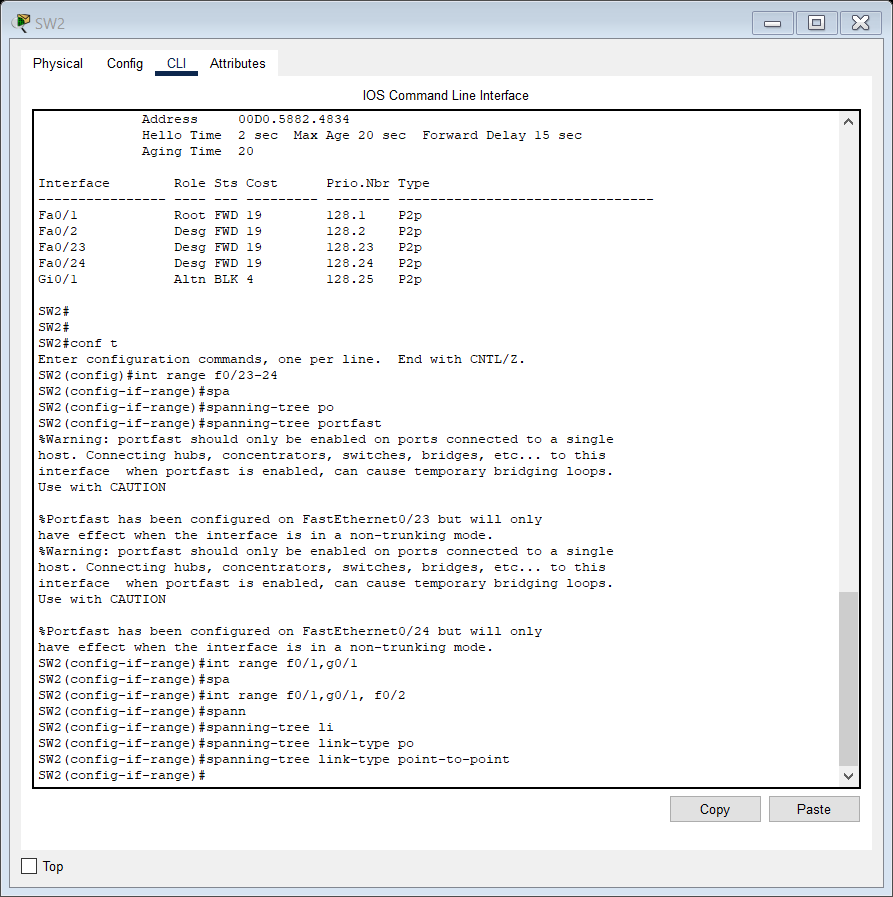 SW2
Physical Config CLI Attributes
IOS Command Line Interface
Address     00D0.5882.4834
Hello Time  2 sec  Max Age 20 sec  Forward Delay 15 sec
Aging Time  20
Interface        Role Sts Cost      Prio.Nbr Type
---------------- ---- --- --------- -------- --------------------------------
Fa0/1            Root FWD 19        128.1    P2p
Fa0/2            Desg FWD 19        128.2    P2p
Fa0/23           Desg FWD 19        128.23   P2p
Fa0/24           Desg FWD 19        128.24   P2p
Gi0/1            Altn BLK 4         128.25   P2p
SW2#
SW2#
SW2#conf t
Enter configuration commands, one per line.  End with CNTL/Z.
SW2(config)#int range f0/23-24
SW2(config-if-range)#spa
SW2(config-if-range)#spanning-tree po
SW2(config-if-range)#spanning-tree portfast
%Warning: portfast should only be enabled on ports connected to a single
host. Connecting hubs, concentrators, switches, bridges, etc... to this
interface  when portfast is enabled, can cause temporary bridging loops.
Use with CAUTION
%Portfast has been configured on FastEthernet0/23 but will only
have effect when the interface is in a non-trunking mode.
%Warning: portfast should only be enabled on ports connected to a single
host. Connecting hubs, concentrators, switches, bridges, etc... to this
interface  when portfast is enabled, can cause temporary bridging loops.
Use with CAUTION
%Portfast has been configured on FastEthernet0/24 but will only
have effect when the interface is in a non-trunking mode.
SW2(config-if-range)#int range f0/1,g0/1
SW2(config-if-range)#spa
SW2(config-if-range)#int range f0/1,g0/1, f0/2
SW2(config-if-range)#spann
SW2(config-if-range)#spanning-tree li
SW2(config-if-range)#spanning-tree link-type po
SW2(config-if-range)#spanning-tree link-type point-to-point
SW2(config-if-range)#
Copy Paste
Top